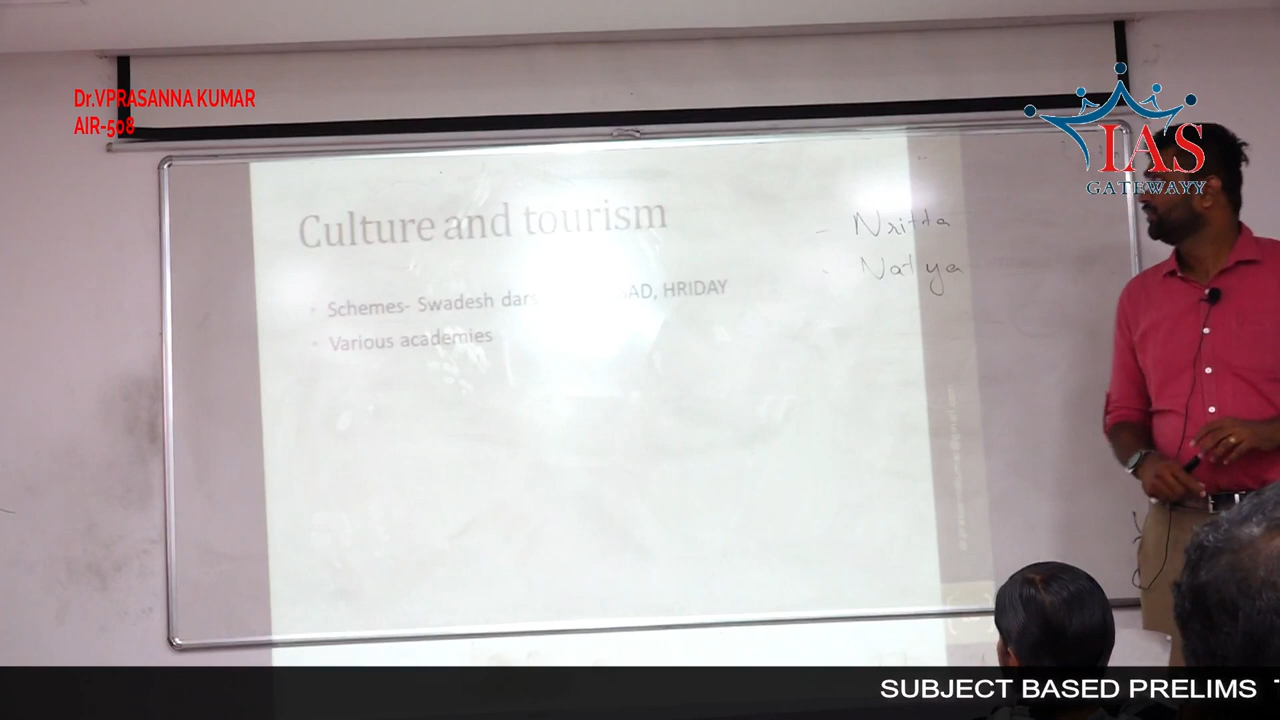 Dr.VPRASANNA KUMAR
AIR-508
IAS
GATEWAYY
Culture and tourism
- Nritta
- Natya
• Schemes- Swadesh dars AD, HRIDAY
• Various academies
SUBJECT BASED PRELIMS